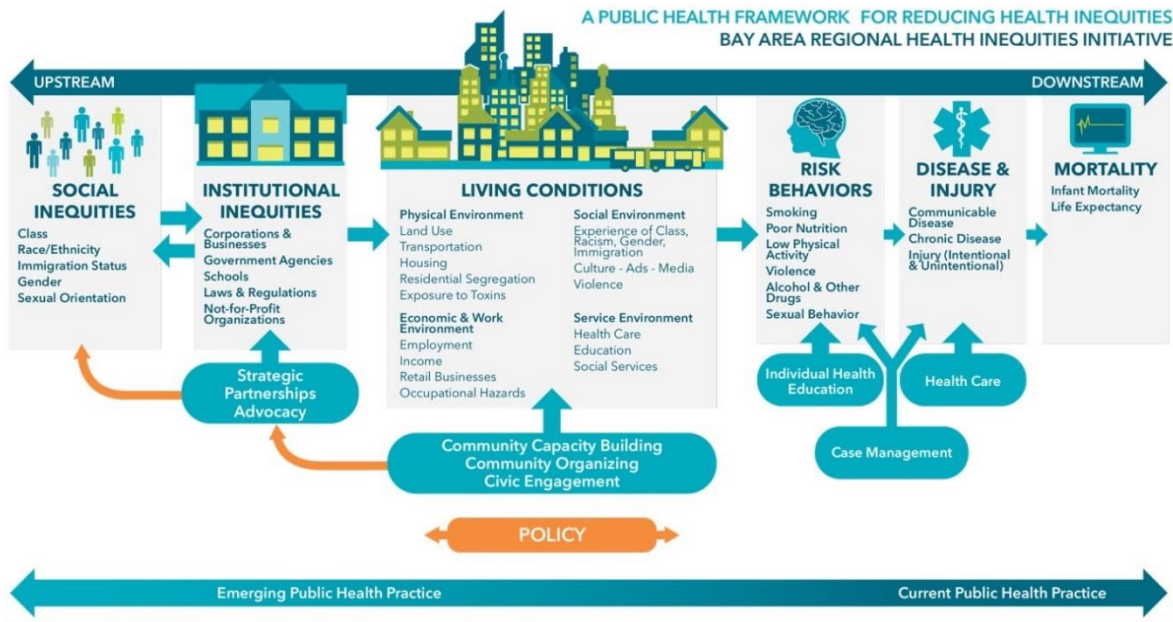 A PUBLIC HEALTH FRAMEWORK FOR REDUCING HEALTH INEQUITIES
BAY AREA REGIONAL HEALTH INEQUITIES INITIATIVE
UPSTREAM
DOWNSTREAM
SOCIAL
INEQUITIES
Class
Race/Ethnicity
Immigration Status
Gender
Sexual Orientation
INSTITUTIONAL
INEQUITIES
Corporations &
Businesses
Government Agencies
Schools
Laws & Regulations
Not-for-Profit
Organizations
LIVING CONDITIONS
Physical Environment
Land Use
Transportation
Housing
Residential Segregation
Exposure to Toxins
Economic & Work
Environment
Employment
Income
Retail Businesses
Occupational Hazards
Social Environment
Experience of Class,
Racism, Gender,
Immigration
Culture - Ads - Media
Violence
Service Environment
Health Care
Education
Social Services
RISK
BEHAVIORS
Smoking
Poor Nutrition
Low Physical
Activity
Violence
Alcohol & Other
Drugs
Sexual Behavior
DISEASE &
INJURY
Communicable
Disease
Chronic Disease
Injury (Intentional
& Unintentional)
MORTALITY
Infant Mortality
Life Expectancy
Strategic
Partnerships
Advocacy
Community Capacity Building
Community Organizing
Civic Engagement
Individual Health
Education
Health Care
Case Management
POLICY
Emerging Public Health Practice
Current Public Health Practice